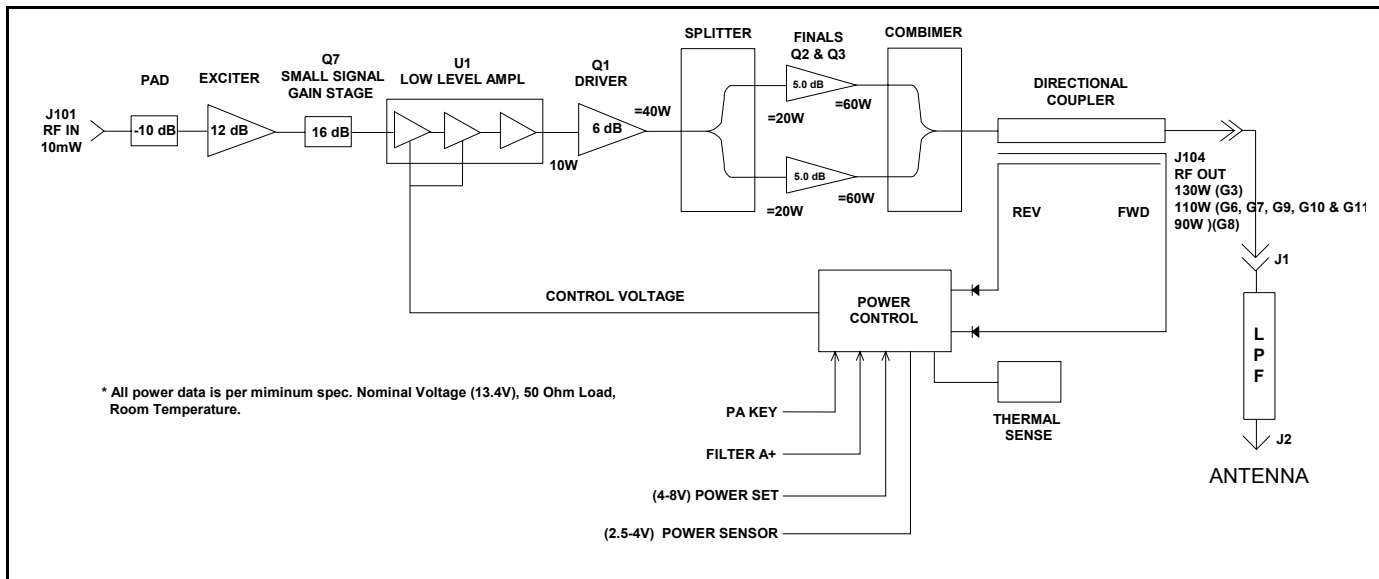 J101
RF IN
10mW
PAD
-10 dB
EXCITER
12 dB
Q7
SMALL SIGNAL
GAIN STAGE
16 dB
U1
LOW LEVEL AMPL
10W
Q1
DRIVER
6 dB
=40W
SPLITTER
FINALS
Q2 & Q3
5.0 dB
=20W
=60W
5.0 dB
=20W
=60W
COMBIMER
DIRECTIONAL
COUPLER
J104
RF OUT
130W (G3)
110W (G6, G7, G9, G10 & G11
90W )(G8)
REV
FWD
J1
LPF
J2
ANTENNA
CONTROL VOLTAGE
POWER
CONTROL
THERMAL
SENSE
PA KEY
FILTER A+
(4-8V) POWER SET
(2.5-4V) POWER SENSOR
* All power data is per miminum spec. Nominal Voltage (13.4V), 50 Ohm Load,
Room Temperature.